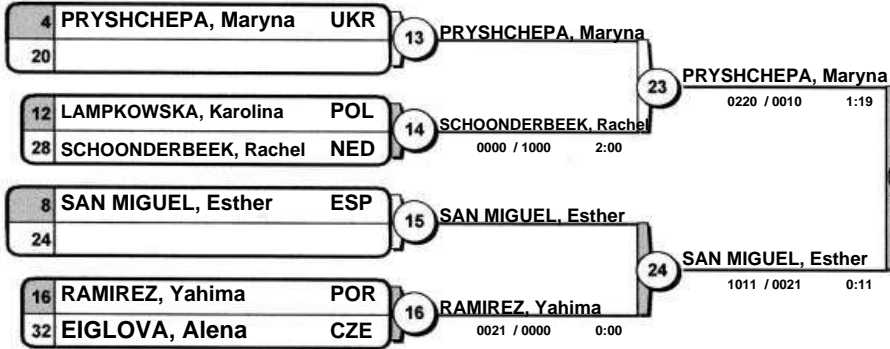 4 PRYSHCHEPA, Maryna UKR
20
13 PRYSHCHEPA, Maryna
12 LAMPKOWSKA, Karolina POL
28 SCHOONDERBEEK, Rachel NED
14 SCHOONDERBEEK, Rachel
0000 / 1000 2:00
23 PRYSHCHEPA, Maryna
0220 / 0010 1:19
8 SAN MIGUEL, Esther ESP
24
15 SAN MIGUEL, Esther
16 RAMIREZ, Yahima POR
32 EIGLOVA, Alena CZE
16 RAMIREZ, Yahima
0021 / 0000 0:00
24 SAN MIGUEL, Esther
1011 / 0021 0:11